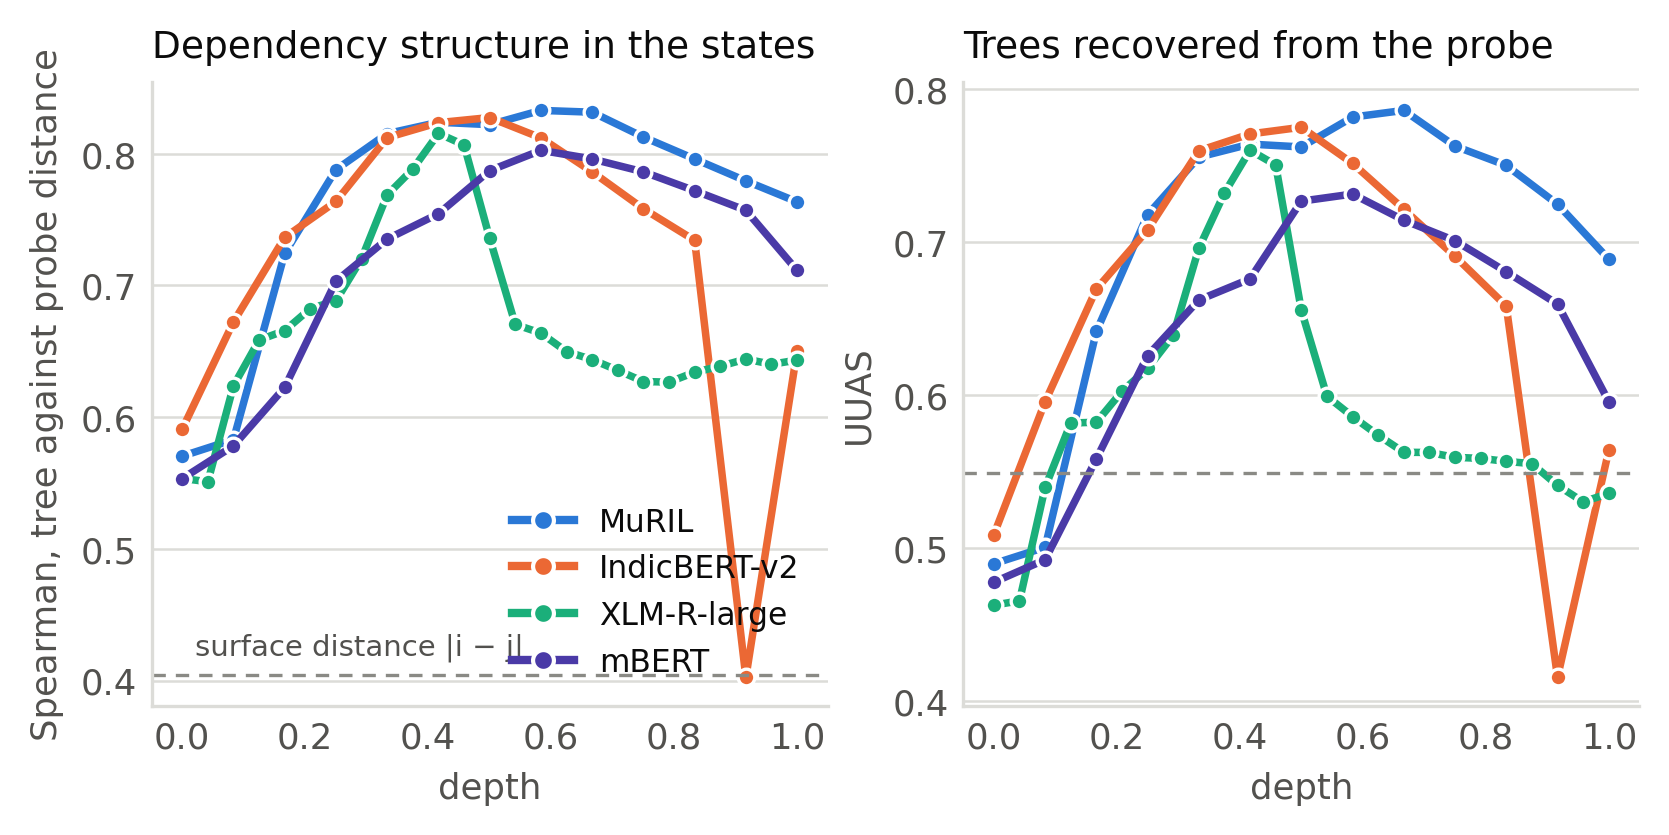 Dependency structure in the states
Spearman, tree against probe distance
0.8
0.7
0.6
0.5
0.4
MuRIL
IndicBERT-v2
XLM-R-large
mBERT
surface distance |i − j|
0.0 0.2 0.4 0.6 0.8 1.0
depth
Trees recovered from the probe
UUAS
0.8
0.7
0.6
0.5
0.4
0.0 0.2 0.4 0.6 0.8 1.0
depth